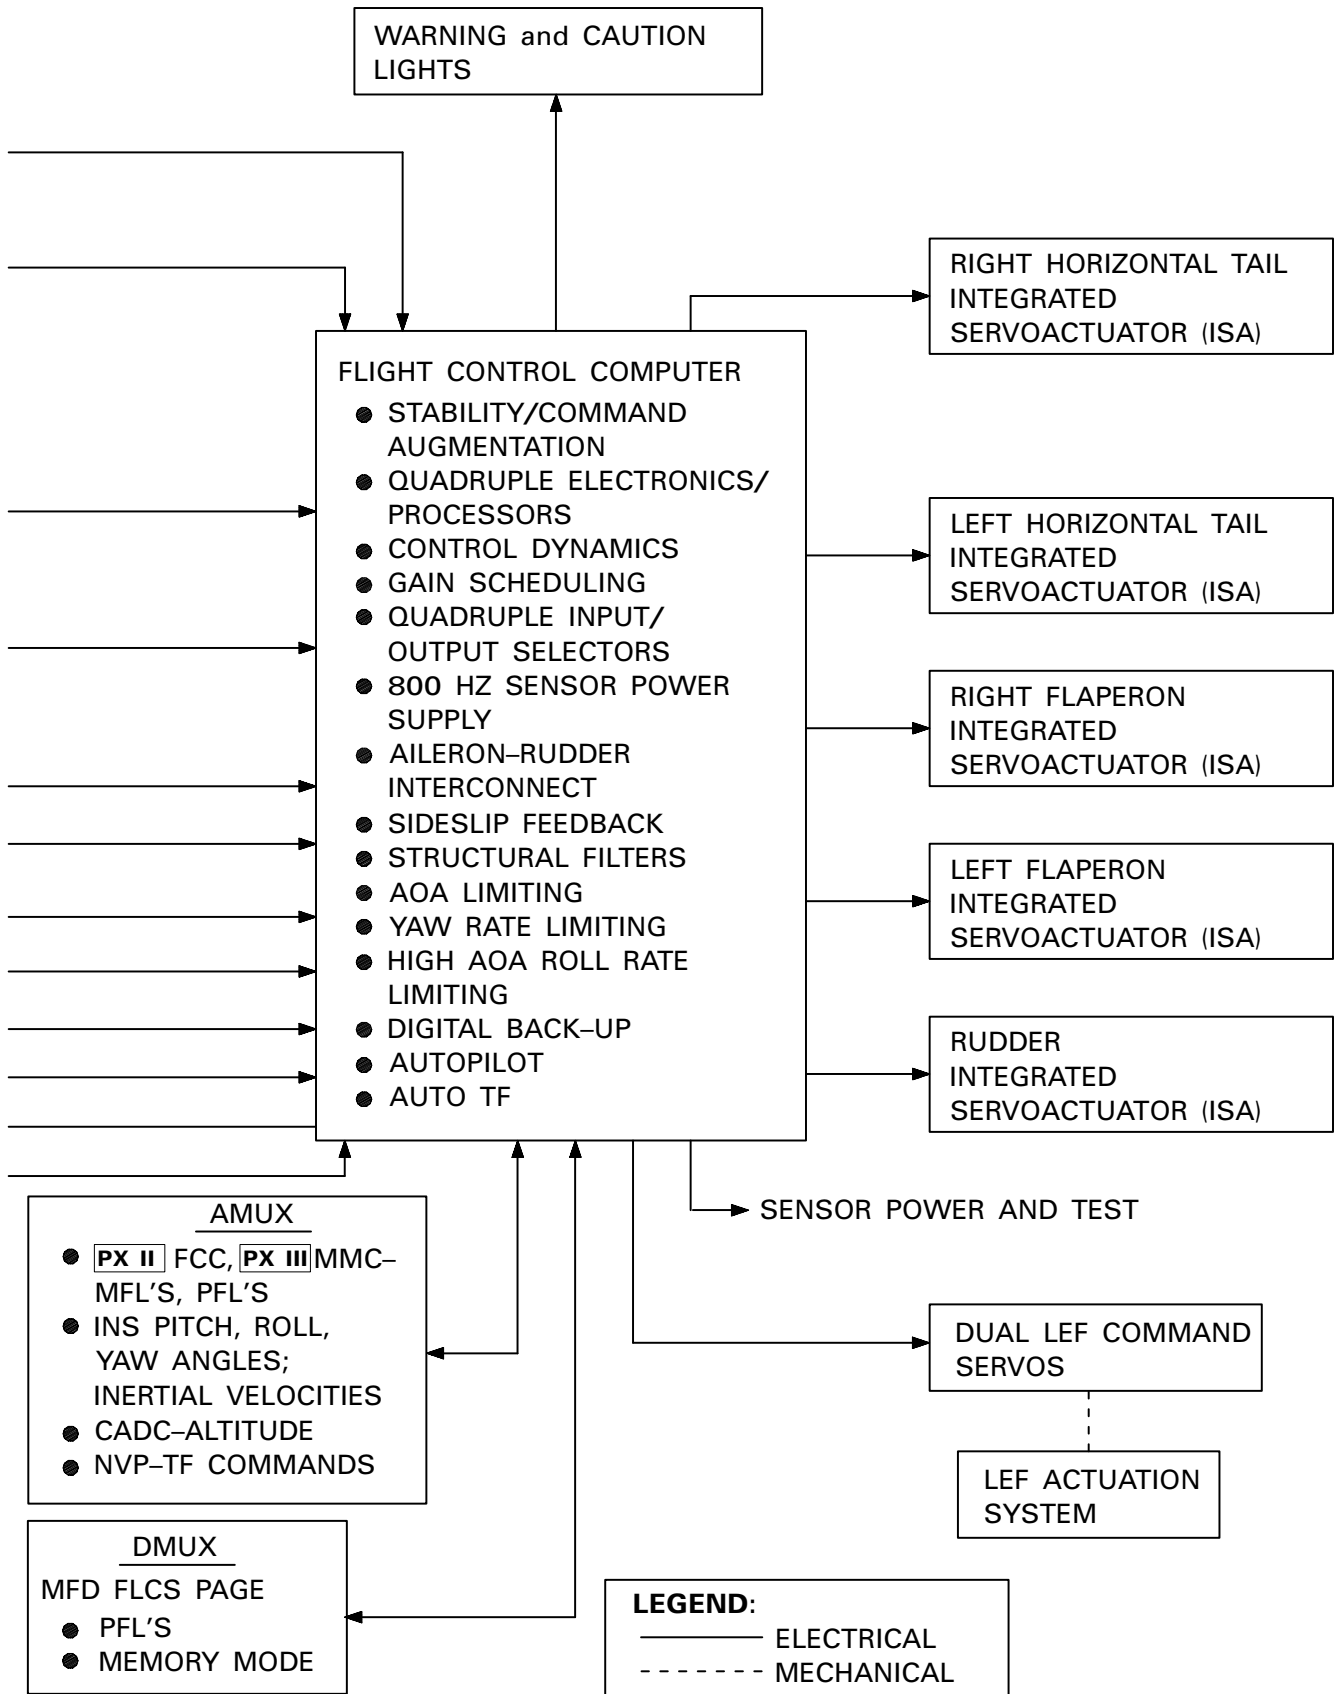 WARNING and CAUTION
LIGHTS
RIGHT HORIZONTAL TAIL
INTEGRATED
SERVOACTUATOR (ISA)
FLIGHT CONTROL COMPUTER
● STABILITY/COMMAND
AUGMENTATION
● QUADRUPLE ELECTRONICS/
PROCESSORS
● CONTROL DYNAMICS
● GAIN SCHEDULING
● QUADRUPLE INPUT/
OUTPUT SELECTORS
● 800 HZ SENSOR POWER
SUPPLY
● AILERON–RUDDER
INTERCONNECT
● SIDESLIP FEEDBACK
● STRUCTURAL FILTERS
● AOA LIMITING
● YAW RATE LIMITING
● HIGH AOA ROLL RATE
LIMITING
● DIGITAL BACK–UP
● AUTOPILOT
● AUTO TF
LEFT HORIZONTAL TAIL
INTEGRATED
SERVOACTUATOR (ISA)
RIGHT FLAPERON
INTEGRATED
SERVOACTUATOR (ISA)
LEFT FLAPERON
INTEGRATED
SERVOACTUATOR (ISA)
RUDDER
INTEGRATED
SERVOACTUATOR (ISA)
SENSOR POWER AND TEST
AMUX
● PX II FCC, PX III MMC–
MFL'S, PFL'S
● INS PITCH, ROLL,
YAW ANGLES;
INERTIAL VELOCITIES
● CADC–ALTITUDE
● NVP–TF COMMANDS
DUAL LEF COMMAND
SERVOS
LEF ACTUATION
SYSTEM
DMUX
MFD FLCS PAGE
● PFL'S
● MEMORY MODE
LEGEND:
ELECTRICAL
MECHANICAL